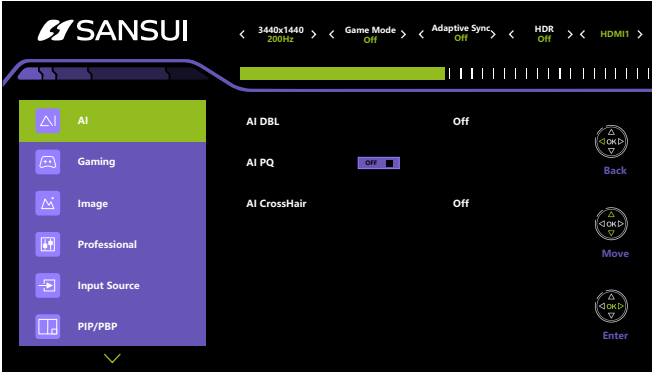 SANSUI
3440x1440
200Hz
Game Mode
Off
Adaptive Sync
Off
HDR
Off
HDMI1
AI
AI DBL Off
Gaming
AI PQ OFF
Image
AI CrossHair Off
Professional
Input Source
PIP/PBP
OK
Back
OK
Move
OK
Enter